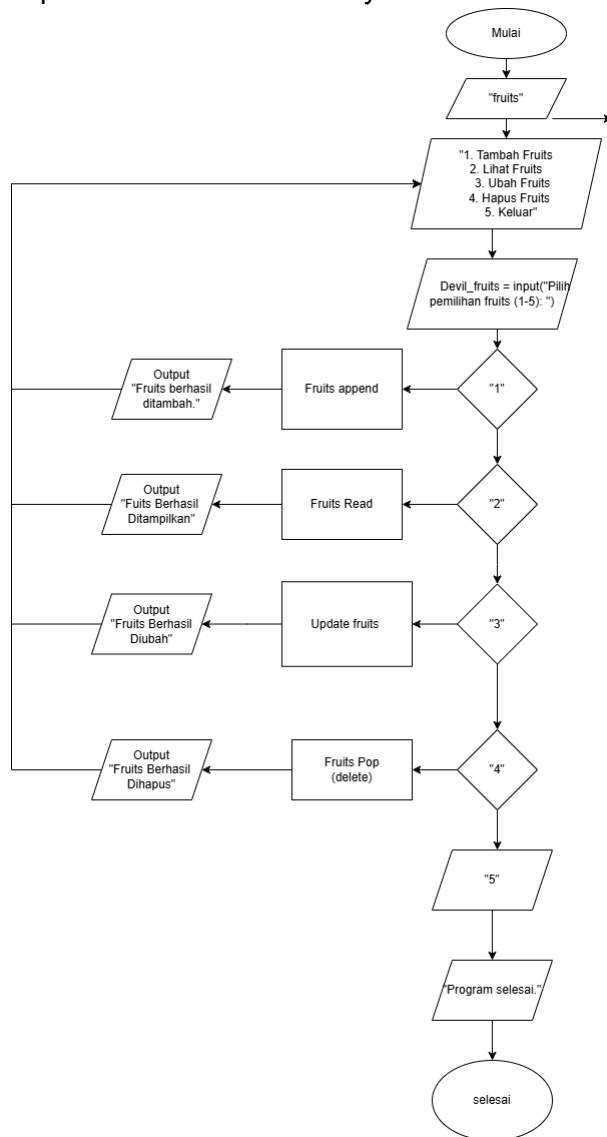 Mulai
"fruits"
"1. Tambah Fruits
2. Lihat Fruits
3. Ubah Fruits
4. Hapus Fruits
5. Keluar"
Devil_fruits = input("Pilih
pemilihan fruits (1-5): ")
"1"
Fruits append
Output
"Fruits berhasil
ditambah."
"2"
Fruits Read
Output
"Fuits Berhasil
Ditampilkan"
"3"
Update fruits
Output
"Fruits Berhasil
Diubah"
"4"
Fruits Pop
(delete)
Output
"Fruits Berhasil
Dihapus"
"5"
"Program selesai."
selesai